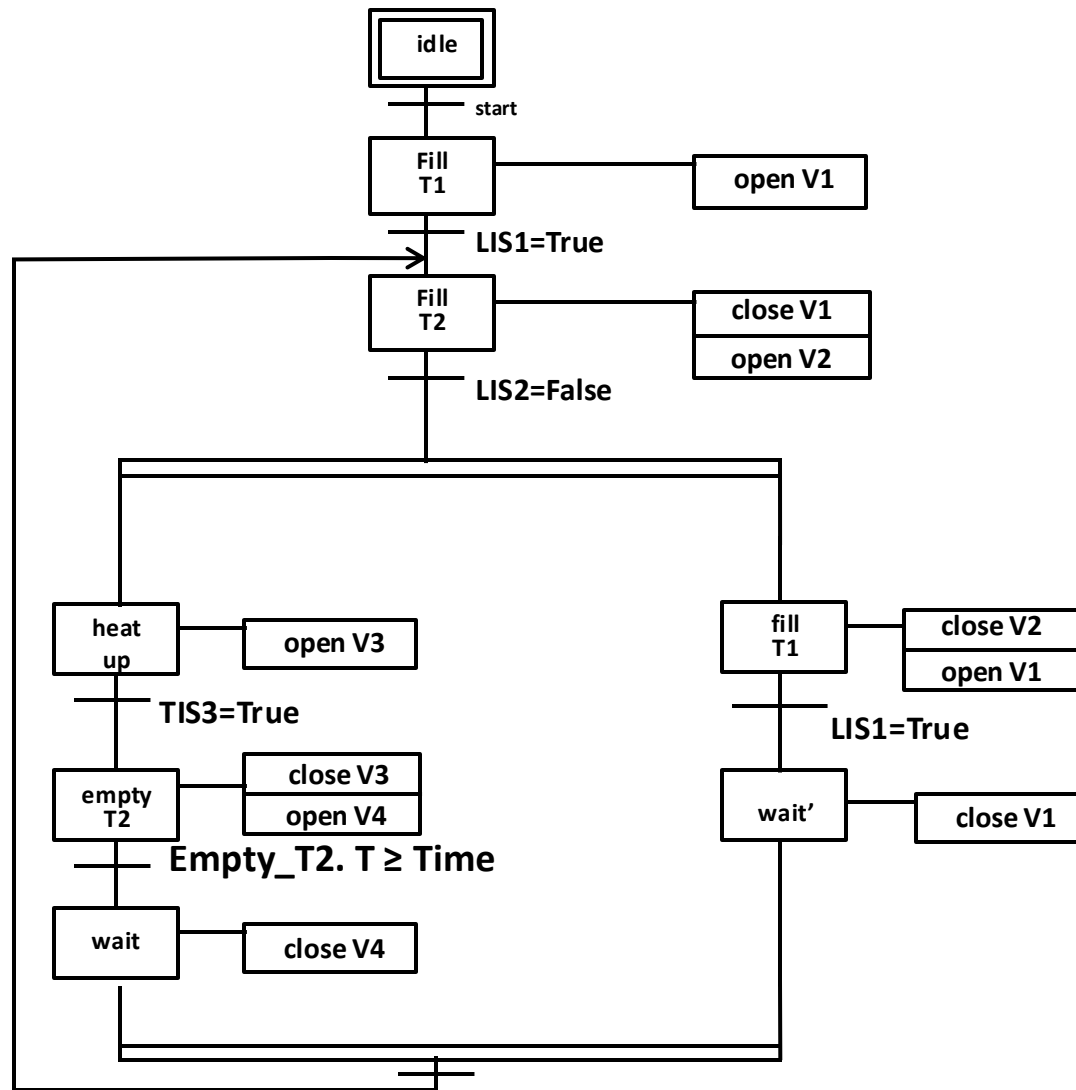 idle
start
Fill
T1
open V1
LIS1=True
Fill
T2
close V1
open V2
LIS2=False
heat
up
open V3
TIS3=True
empty
T2
close V3
open V4
Empty_T2. T ≥ Time
wait
close V4
fill
T1
close V2
open V1
LIS1=True
wait’
close V1